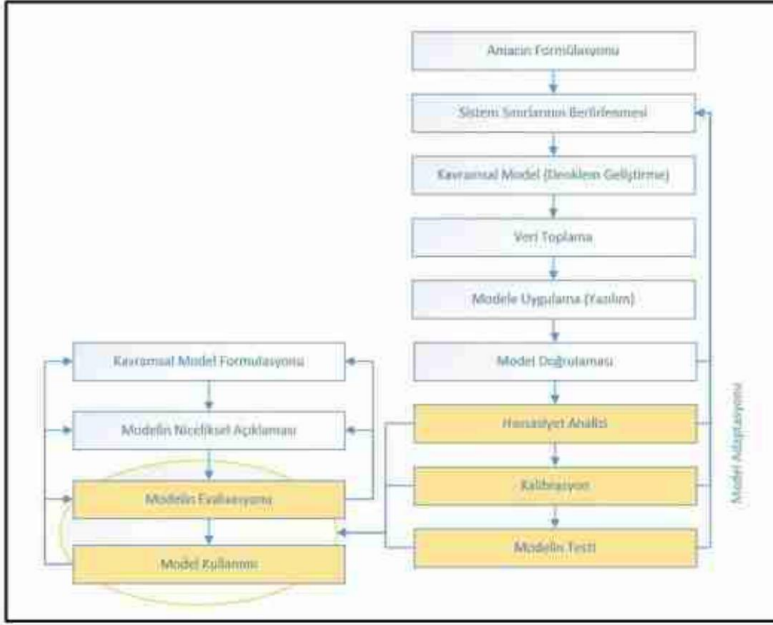 Amacın Formülasyonu
Sistem Sınırlarının Berlirlenmesi
Kavramsal Model (Denklem Geliştirme)
Veri Toplama
Modele Uygulama (Yazılım)
Model Doğrulaması
Hassasiyet Analizi
Kalibrasyon
Modelin Testi
Model Adaptasyonu
Kavramsal Model Formulasyonu
Modelin Niceliksel Açıklaması
Modelin Evaluasyonu
Model Kullanımı